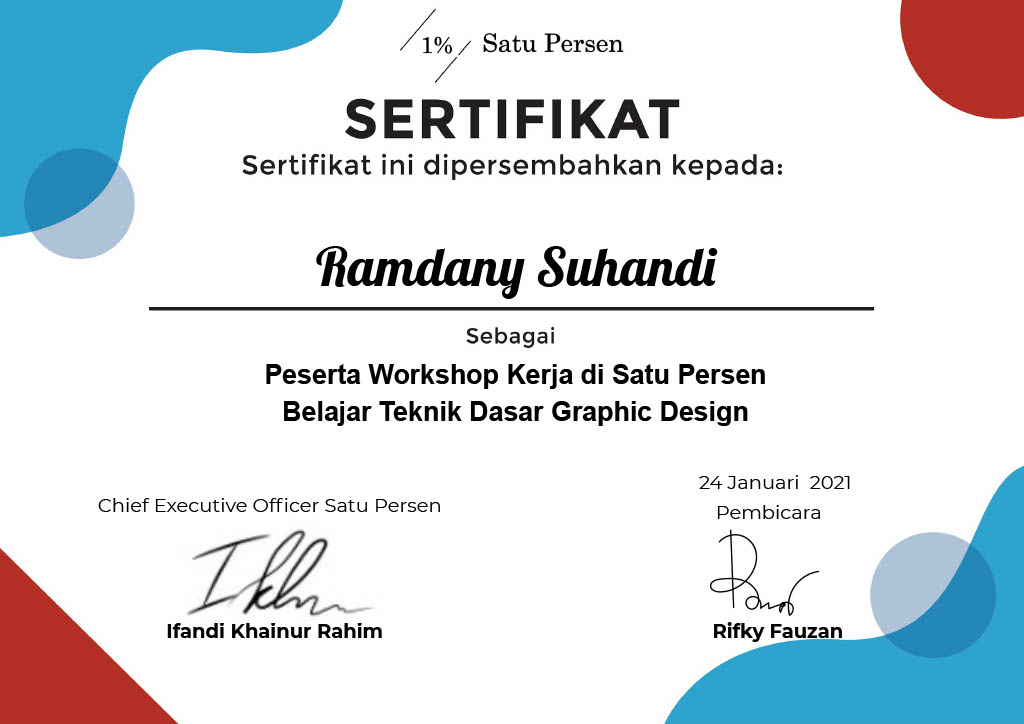 1% Satu Persen
SERTIFIKAT
Sertifikat ini dipersembahkan kepada:
Ramdany Suhandi
Sebagai
Peserta Workshop Kerja di Satu Persen
Belajar Teknik Dasar Graphic Design
Chief Executive Officer Satu Persen
Ifandi Khainur Rahim
24 Januari 2021
Pembicara
Rifky Fauzan